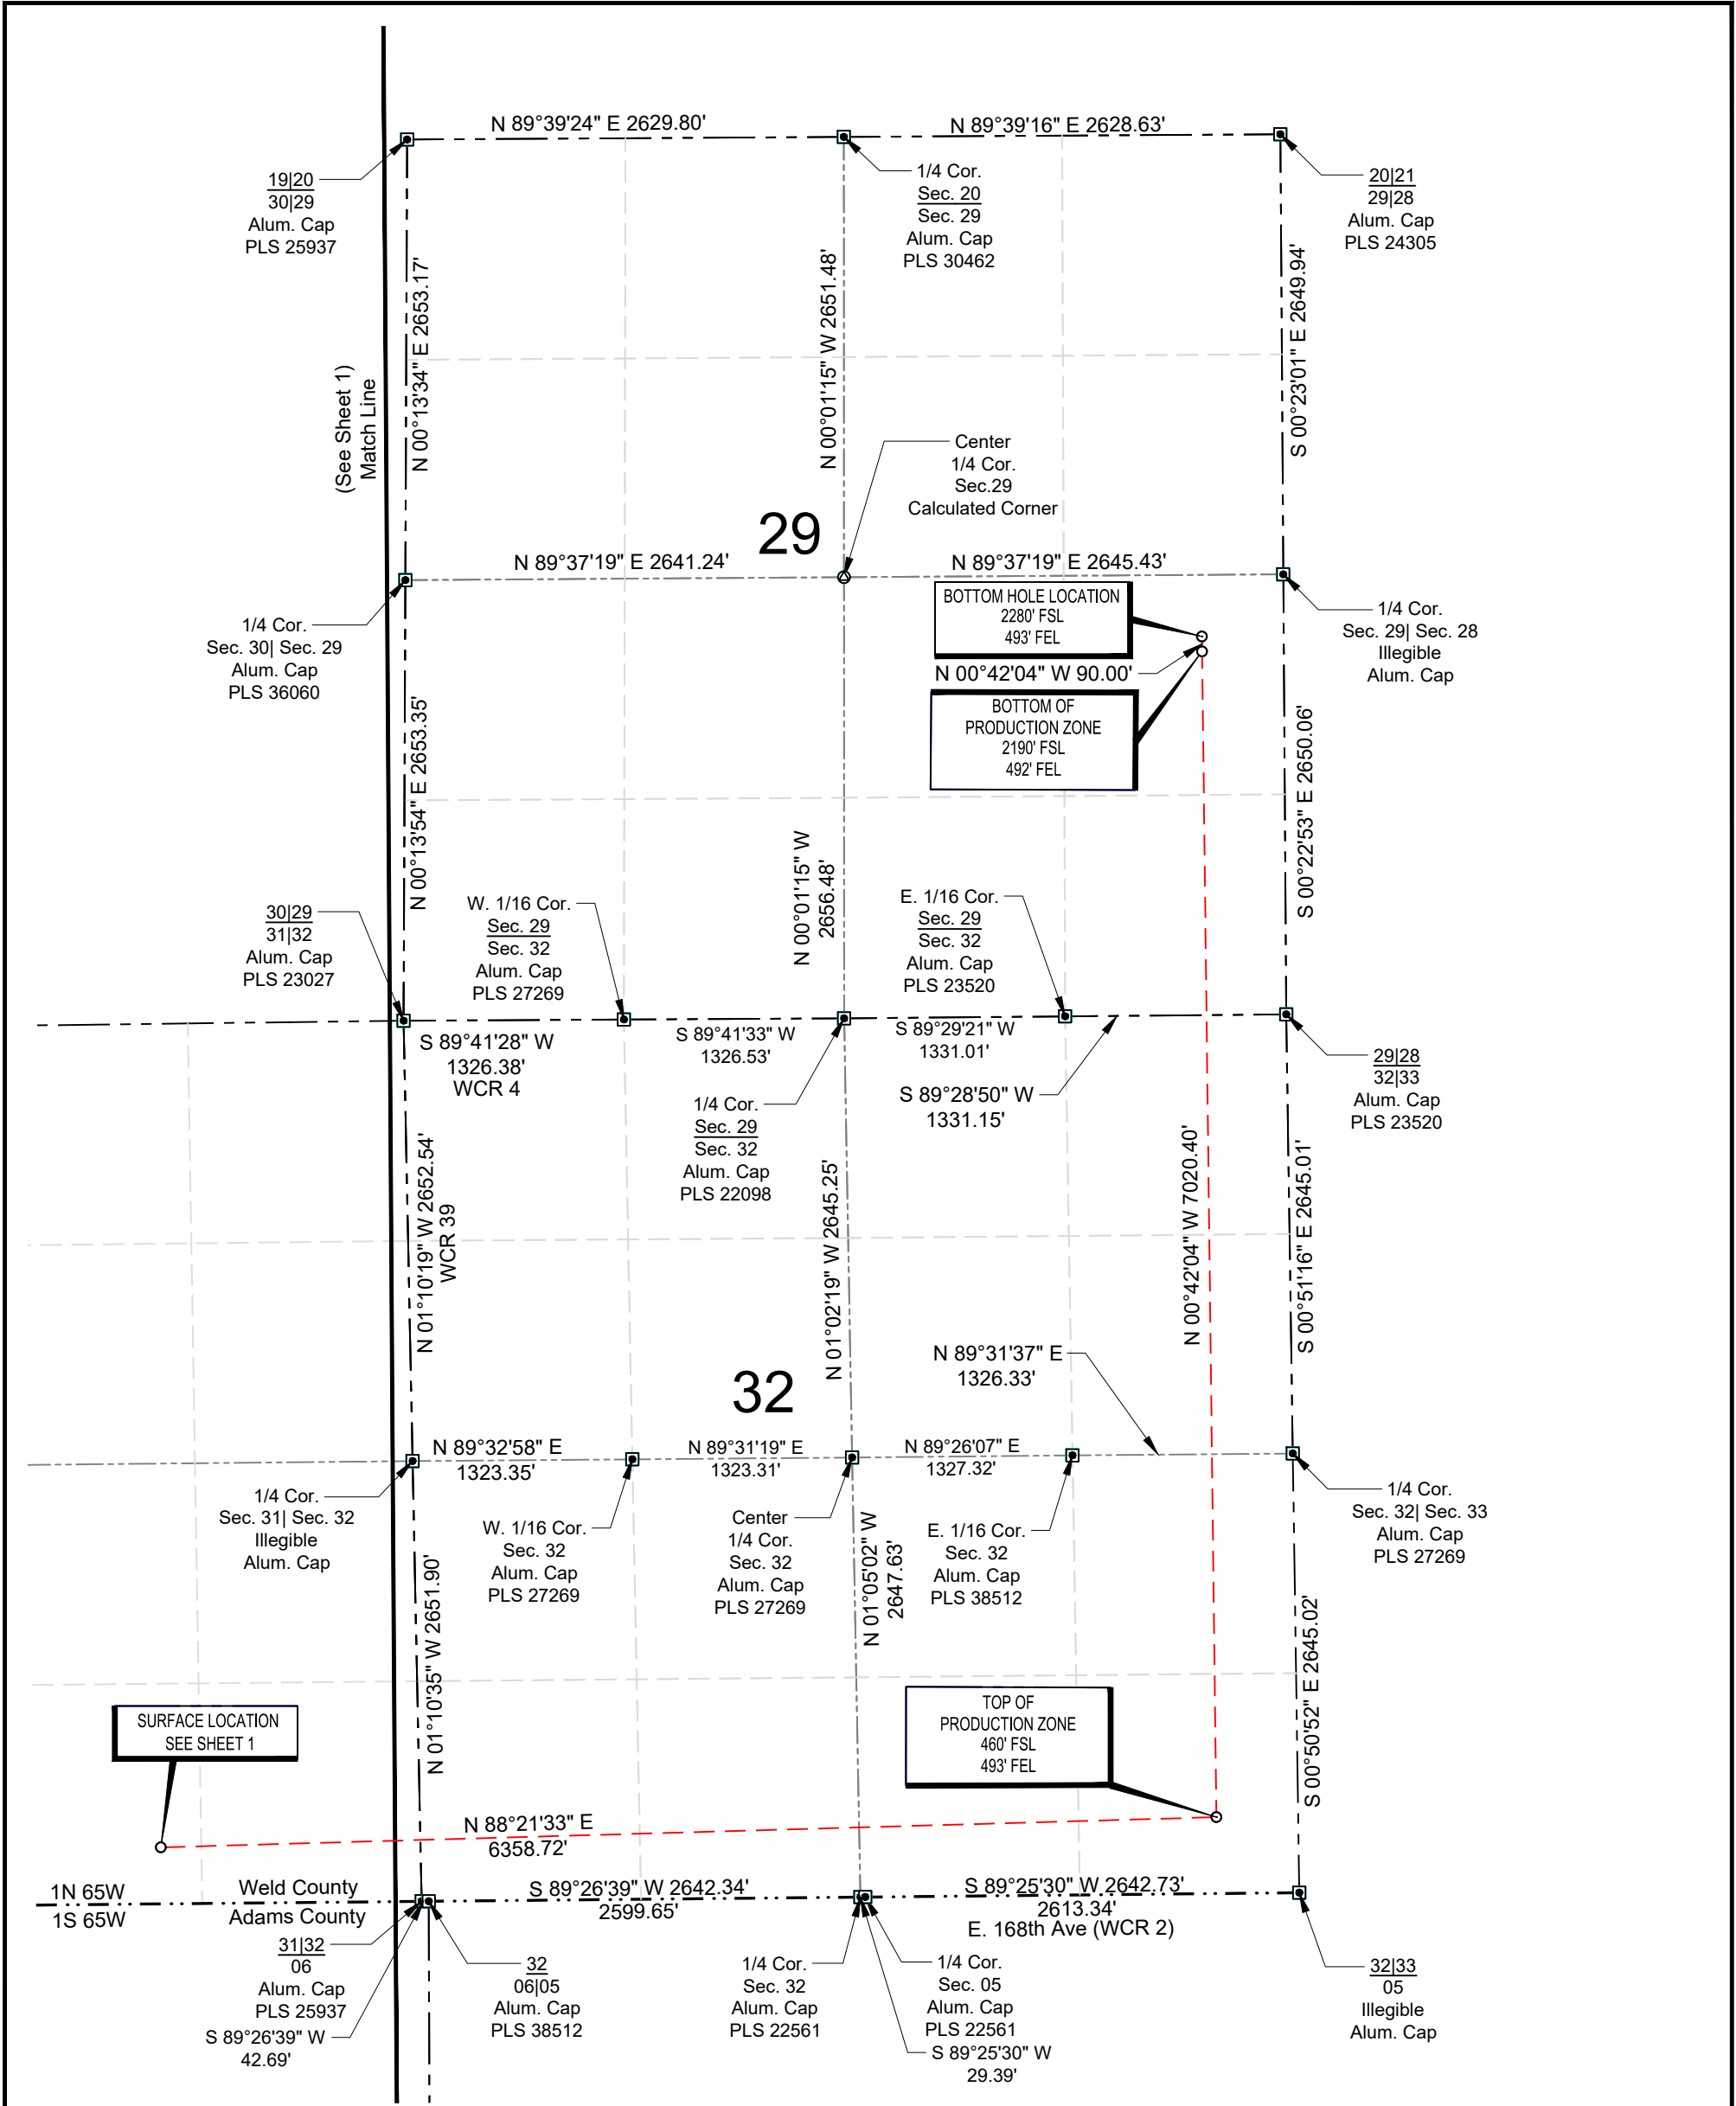 N 89°39'24" E 2629.80'
N 89°39'16" E 2628.63'
19|20
30|29
Alum. Cap
PLS 25937
1/4 Cor.
Sec. 20
Sec. 29
Alum. Cap
PLS 30462
20|21
29|28
Alum. Cap
PLS 24305
(See Sheet 1)
Match Line
N 00°13'34" E 2653.17'
N 00°01'15" W 2651.48'
S 00°23'01" E 2649.94'
Center
1/4 Cor.
Sec.29
Calculated Corner
29
N 89°37'19" E 2641.24'
N 89°37'19" E 2645.43'
BOTTOM HOLE LOCATION
2280' FSL
493' FEL
1/4 Cor.
Sec. 30| Sec. 29
Alum. Cap
PLS 36060
1/4 Cor.
Sec. 29| Sec. 28
Illegible
Alum. Cap
N 00°42'04" W 90.00'
BOTTOM OF
PRODUCTION ZONE
2190' FSL
492' FEL
N 00°13'54" E 2653.35'
N 00°01'15" W
2656.48'
S 00°22'53" E 2650.06'
30|29
31|32
Alum. Cap
PLS 23027
W. 1/16 Cor.
Sec. 29
Sec. 32
Alum. Cap
PLS 27269
E. 1/16 Cor.
Sec. 29
Sec. 32
Alum. Cap
PLS 23520
S 89°41'28" W
1326.38'
WCR 4
S 89°41'33" W
1326.53'
S 89°29'21" W
1331.01'
S 89°28'50" W
1331.15'
29|28
32|33
Alum. Cap
PLS 23520
1/4 Cor.
Sec. 29
Sec. 32
Alum. Cap
PLS 22098
N 01°10'19" W 2652.54'
WCR 39
N 01°02'19" W 2645.25'
N 00°42'04" W 7020.40'
S 00°51'16" E 2645.01'
32
N 89°31'37" E
1326.33'
N 89°32'58" E
1323.35'
N 89°31'19" E
1323.31'
N 89°26'07" E
1327.32'
1/4 Cor.
Sec. 31| Sec. 32
Illegible
Alum. Cap
W. 1/16 Cor.
Sec. 32
Alum. Cap
PLS 27269
Center
1/4 Cor.
Sec. 32
Alum. Cap
PLS 27269
E. 1/16 Cor.
Sec. 32
Alum. Cap
PLS 38512
1/4 Cor.
Sec. 32| Sec. 33
Alum. Cap
PLS 27269
N 01°10'35" W 2651.90'
N 01°05'02" W
2647.63'
S 00°50'52" E 2645.02'
SURFACE LOCATION
SEE SHEET 1
TOP OF
PRODUCTION ZONE
460' FSL
493' FEL
N 88°21'33" E
6358.72'
1N 65W
1S 65W
Weld County
Adams County
S 89°26'39" W 2642.34'
2599.65'
S 89°25'30" W 2642.73'
2613.34'
E. 168th Ave (WCR 2)
31|32
06
Alum. Cap
PLS 25937
S 89°26'39" W
42.69'
32
06|05
Alum. Cap
PLS 38512
1/4 Cor.
Sec. 32
Alum. Cap
PLS 22561
1/4 Cor.
Sec. 05
Alum. Cap
PLS 22561
S 89°25'30" W
29.39'
32|33
05
Illegible
Alum. Cap